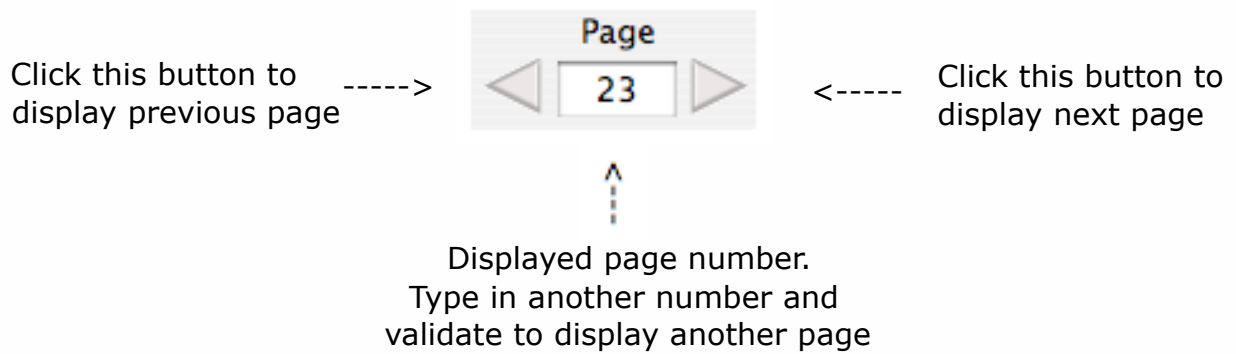 Page
Click this button to
display previous page
----->
23
<-----
Click this button to
display next page
Displayed page number.
Type in another number and
validate to display another page